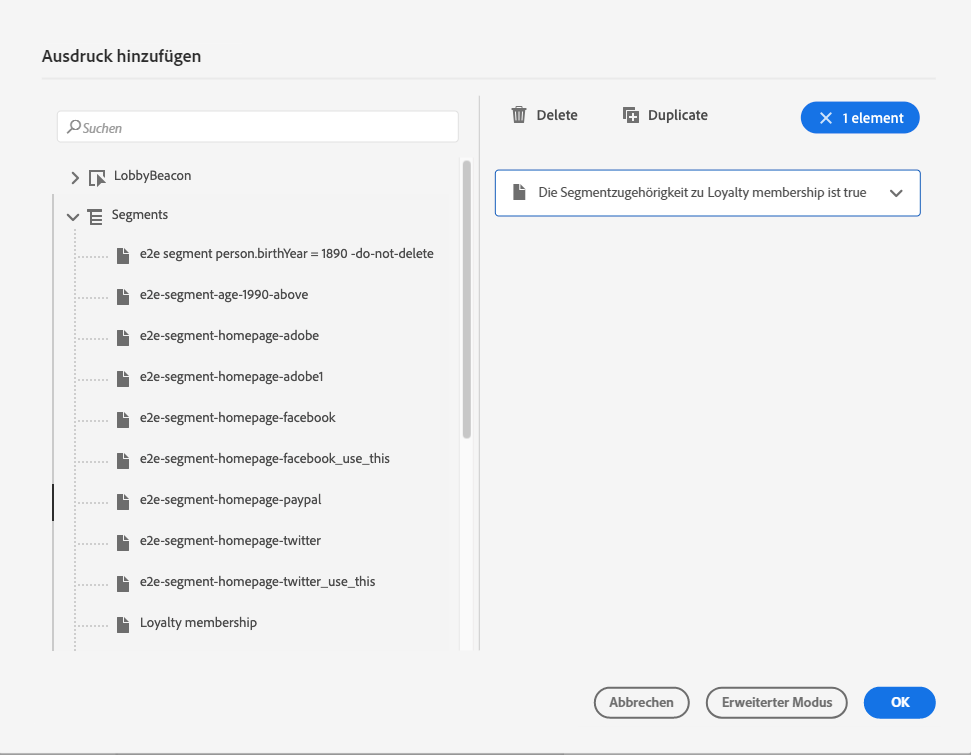 Ausdruck hinzufügen
Suchen
LobbyBeacon
Segments
e2e segment person.birthYear = 1890 -do-not-delete
e2e-segment-age-1990-above
e2e-segment-homepage-adobe
e2e-segment-homepage-adobe1
e2e-segment-homepage-facebook
e2e-segment-homepage-facebook_use_this
e2e-segment-homepage-paypal
e2e-segment-homepage-twitter
e2e-segment-homepage-twitter_use_this
Loyalty membership
Delete Duplicate 1 element
Die Segmentzugehörigkeit zu Loyalty membership ist true
Abbrechen Erweiterter Modus OK